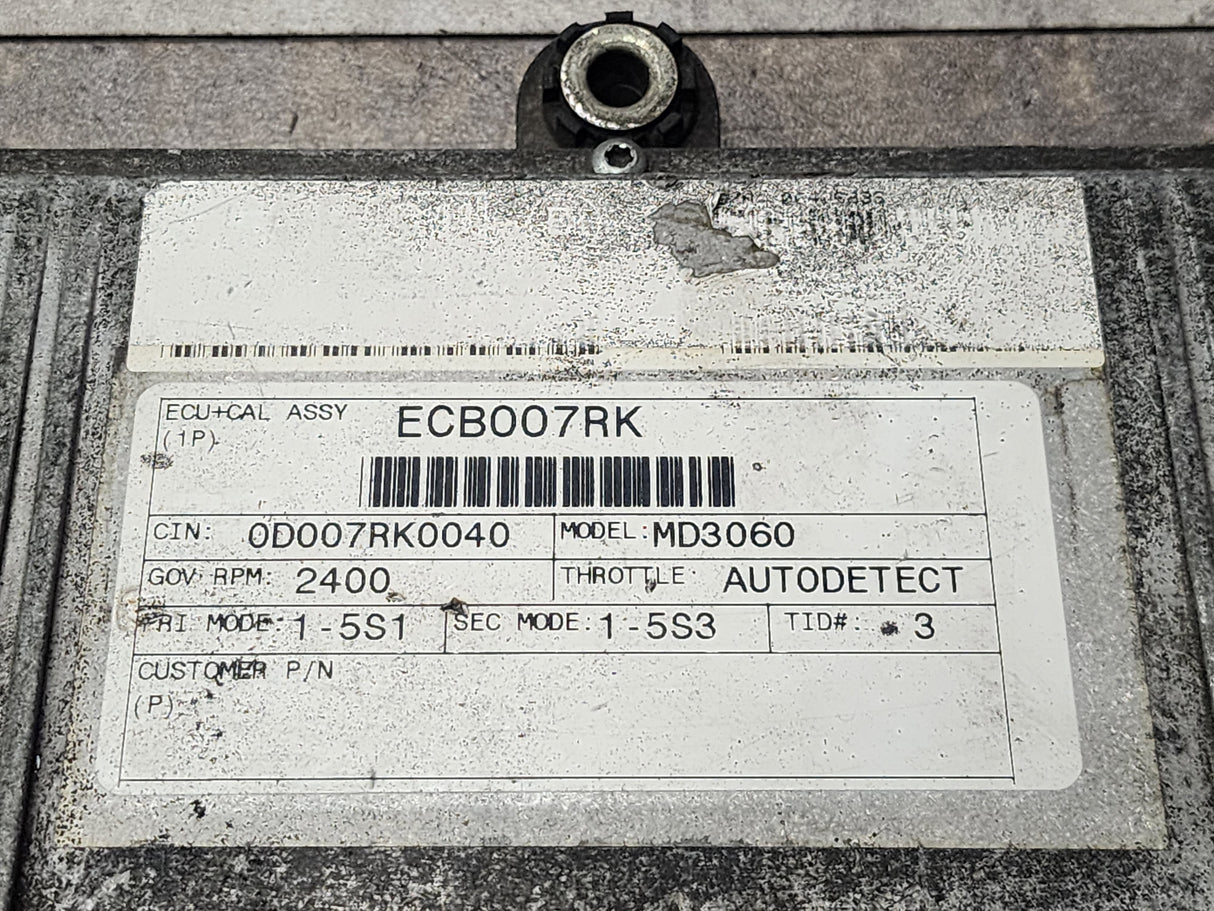 ECU+CAL ASSY ECB007RK
(1P)
CIN: 0D007RK0040 MODEL: MD3060
GOV RPM: 2400 THROTTLE: AUTODETECT
PRI MODE: 1-5S1 SEC MODE: 1-5S3 TID#: 3
CUSTOMER P/N
(P)